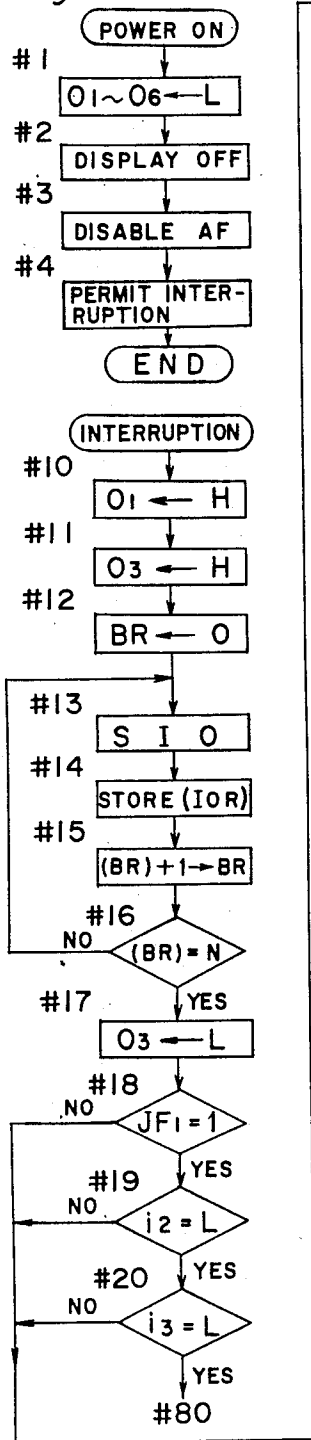 POWER ON
#1
O1~O6←L
#2
DISPLAY OFF
#3
DISABLE AF
#4
PERMIT INTER-
RUPTION
END
INTERRUPTION
#10
O1 ← H
#11
O3 ← H
#12
BR ← O
#13
S I O
#14
STORE (IOR)
#15
(BR)+1→BR
#16
NO
(BR)=N
YES
#17
O3 ← L
#18
NO
JF1=1
YES
#19
NO
i2=L
YES
#20
NO
i3=L
YES
#80